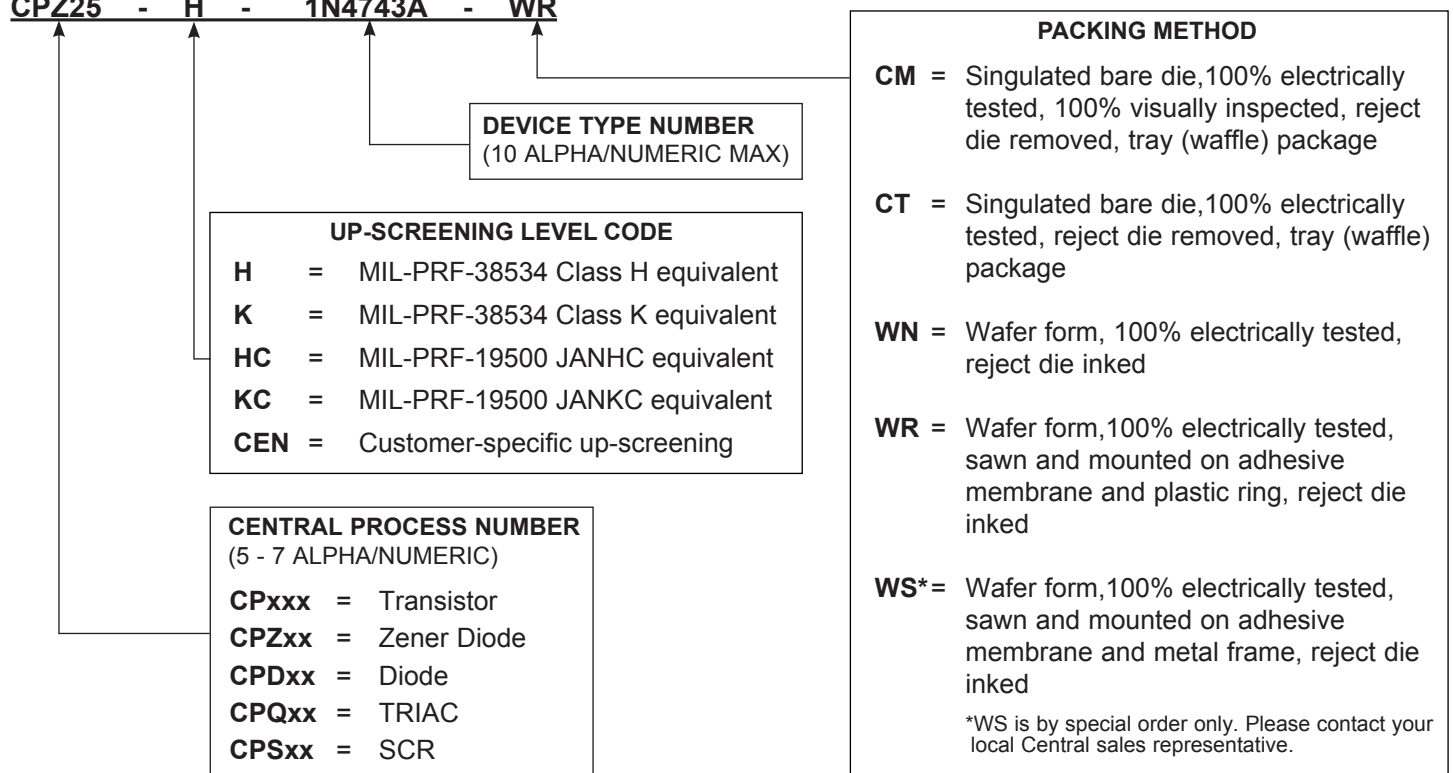 CPZ25 - H - 1N4743A - WR
DEVICE TYPE NUMBER
(10 ALPHA/NUMERIC MAX)
UP-SCREENING LEVEL CODE
H = MIL-PRF-38534 Class H equivalent
K = MIL-PRF-38534 Class K equivalent
HC = MIL-PRF-19500 JANHC equivalent
KC = MIL-PRF-19500 JANKC equivalent
CEN = Customer-specific up-screening
CENTRAL PROCESS NUMBER
(5 - 7 ALPHA/NUMERIC)
CPxxx = Transistor
CPZxx = Zener Diode
CPDxx = Diode
CPQxx = TRIAC
CPSxx = SCR
PACKING METHOD
CM = Singulated bare die,100% electrically
tested, 100% visually inspected, reject
die removed, tray (waffle) package
CT = Singulated bare die,100% electrically
tested, reject die removed, tray (waffle)
package
WN = Wafer form, 100% electrically tested,
reject die inked
WR = Wafer form,100% electrically tested,
sawn and mounted on adhesive
membrane and plastic ring, reject die
inked
WS* = Wafer form,100% electrically tested,
sawn and mounted on adhesive
membrane and metal frame, reject die
inked
*WS is by special order only. Please contact your
local Central sales representative.